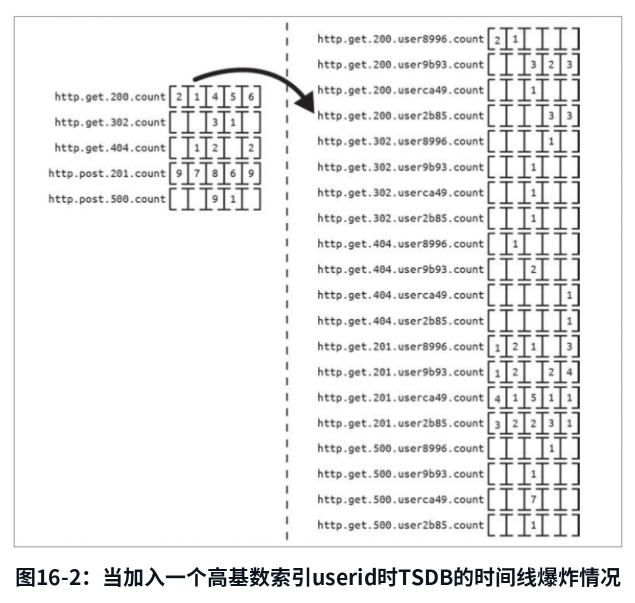 http.get.200.count 2 1 4 5 6
http.get.302.count 3 1
http.get.404.count 1 2 2
http.post.201.count 9 7 8 6 9
http.post.500.count 9 1
http.get.200.user8996.count 2 1
http.get.200.user9b93.count 3 2 3
http.get.200.userca49.count 1
http.get.200.user2b85.count 3 3
http.get.302.user8996.count 1
http.get.302.user9b93.count 1
http.get.302.userca49.count 1
http.get.302.user2b85.count 1
http.get.404.user8996.count 1
http.get.404.user9b93.count 2
http.get.404.userca49.count 1
http.get.404.user2b85.count 1
http.get.201.user8996.count 1 2 1 3
http.get.201.user9b93.count 1 2 2 4
http.get.201.userca49.count 4 1 5 1 1
http.get.201.user2b85.count 3 2 2 3 1
http.get.500.user8996.count 1
http.get.500.user9b93.count 1
http.get.500.userca49.count 7
http.get.500.user2b85.count 1
图16-2：当加入一个高基数索引userid时TSDB的时间线爆炸情况